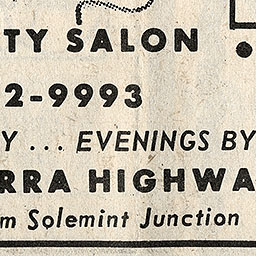 TY SALON
2-9993
Y ... EVENINGS BY
RRA HIGHWA
m Solemint Junction